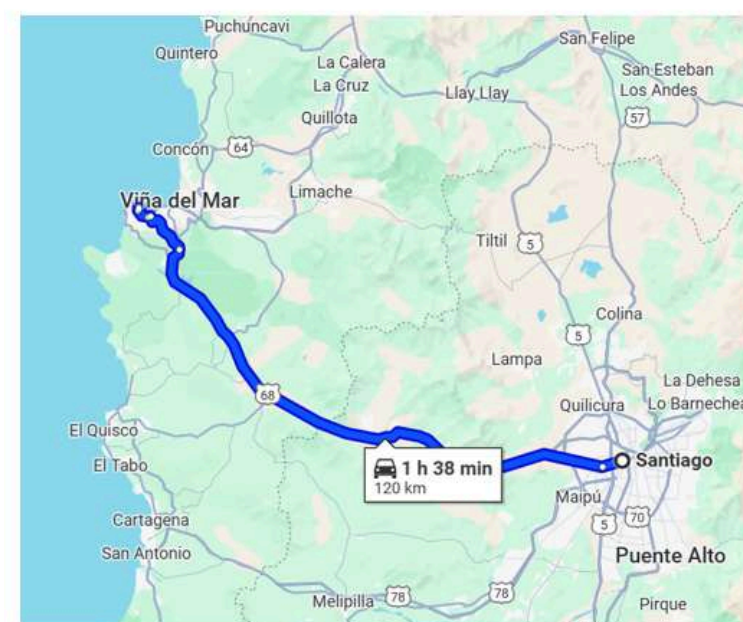 Puchuncavi
Quintero
San Felipe
La Calera
La Cruz
San Esteban
Los Andes
Llay Llay
Quillota
57
Concón
64
Viña del Mar
Limache
Tiltil
5
Colina
5
Lampa
La Dehesa
Lo Barnechea
Quilicura
68
El Quisco
El Tabo
1 h 38 min
120 km
Santiago
Maipú
5
70
Cartagena
San Antonio
Puente Alto
78
78
Melipilla
Pirque